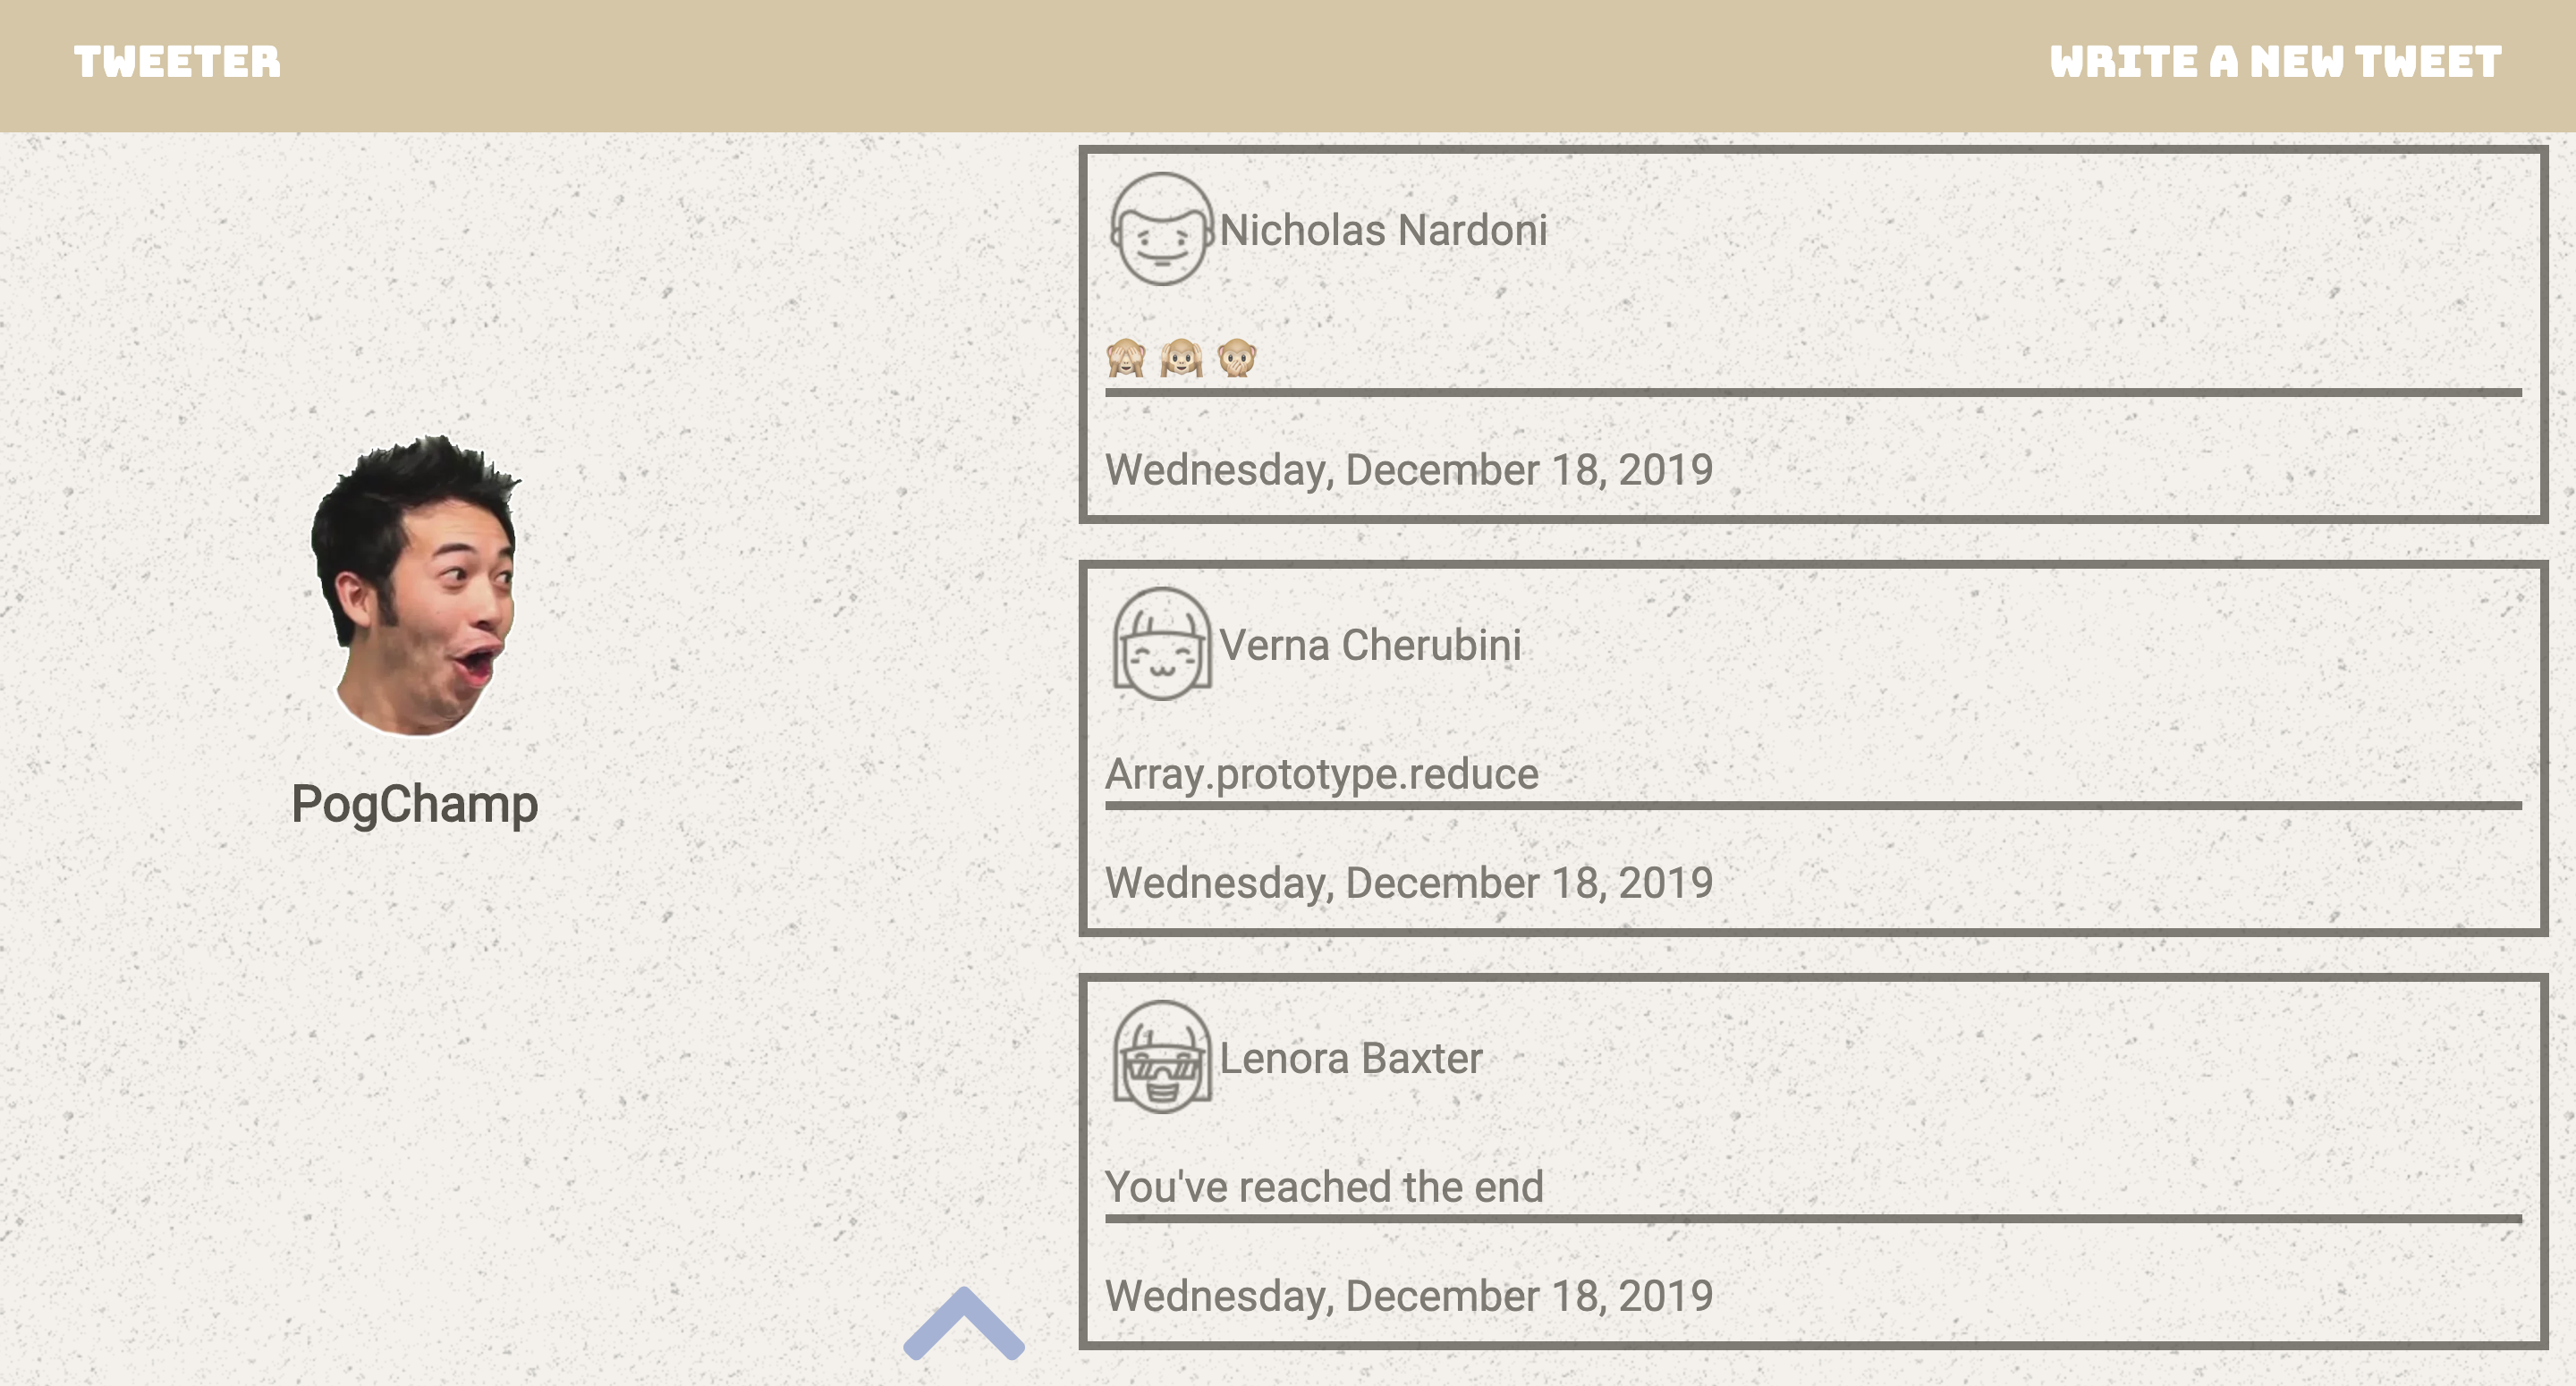 TWEETER
WRITE A NEW TWEET
PogChamp
Nicholas Nardoni
🙈 🙉 🙊
Wednesday, December 18, 2019
Verna Cherubini
Array.prototype.reduce
Wednesday, December 18, 2019
Lenora Baxter
You've reached the end
Wednesday, December 18, 2019